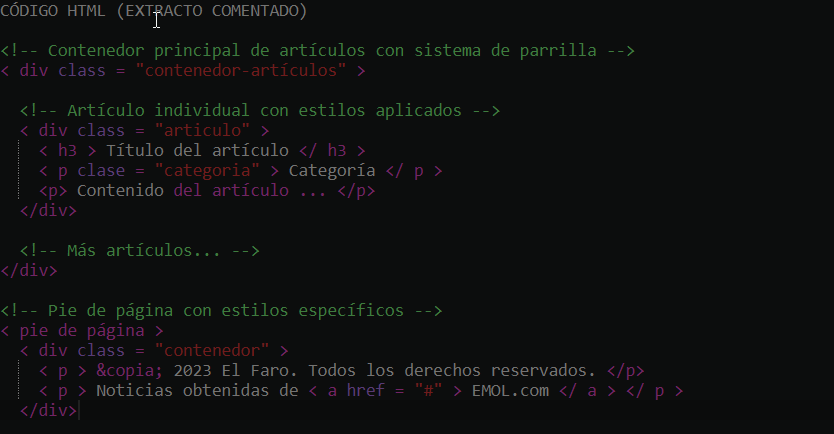 CÓDIGO HTML (EXTRACTO COMENTADO)
<!-- Contenedor principal de artículos con sistema de parrilla -->
< div class = "contenedor-artículos" >
<!-- Artículo individual con estilos aplicados -->
< div class = "articulo" >
< h3 > Título del artículo </ h3 >
< p clase = "categoria" > Categoría </ p >
<p> Contenido del artículo ... </p>
</div>
<!-- Más artículos... -->
</div>
<!-- Pie de página con estilos específicos -->
< pie de página >
< div class = "contenedor" >
< p > &copia; 2023 El Faro. Todos los derechos reservados. </p>
< p > Noticias obtenidas de < a href = "#" > EMOL.com </ a > </ p >
</div>